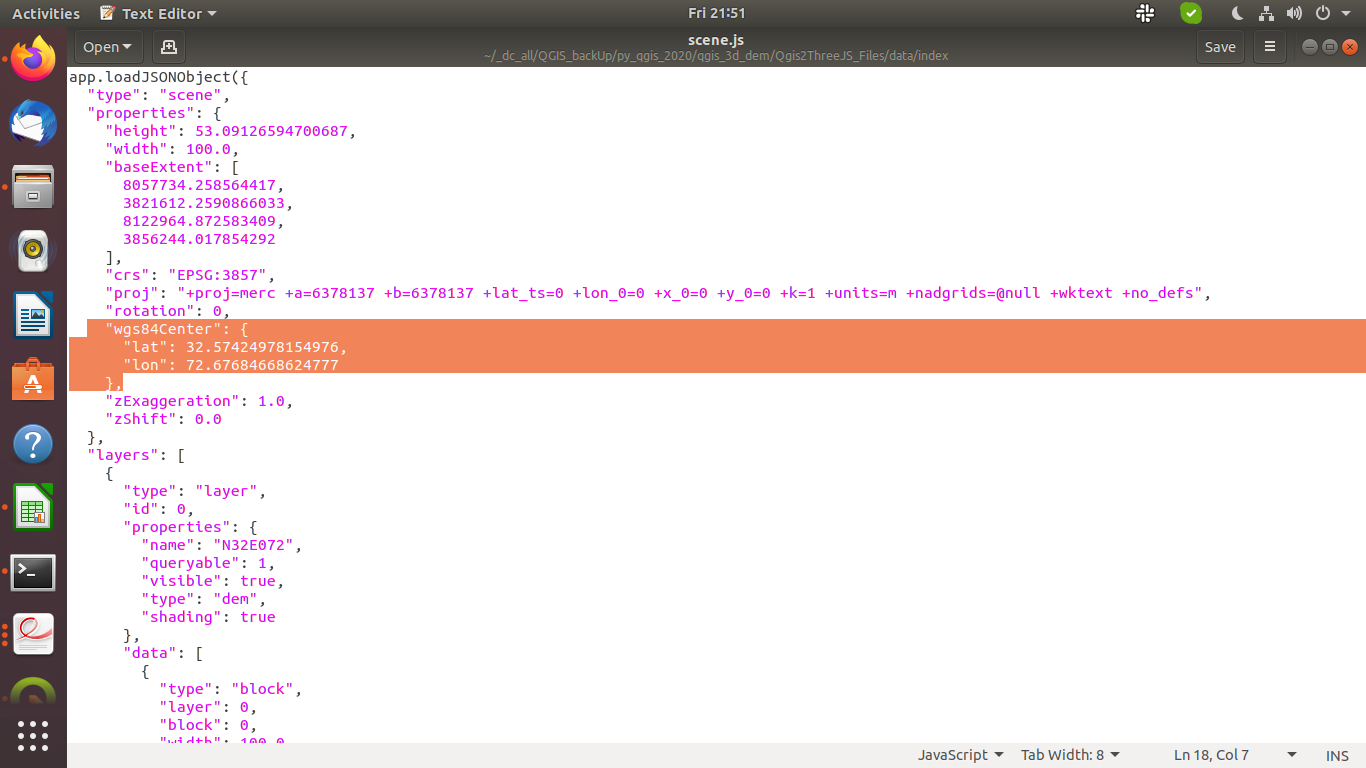 Activities Text Editor Fri 21:51
Open scene.js Save
~/_dc_all/QGIS_backUp/py_qgis_2020/qgis_3d_dem/Qgis2ThreeJS_Files/data/index
app.loadJSONObject({
"type": "scene",
"properties": {
"height": 53.09126594700687,
"width": 100.0,
"baseExtent": [
8057734.258564417,
3821612.2590866033,
8122964.872583409,
3856244.017854292
],
"crs": "EPSG:3857",
"proj": "+proj=merc +a=6378137 +b=6378137 +lat_ts=0 +lon_0=0 +x_0=0 +y_0=0 +k=1 +units=m +nadgrids=@null +wktext +no_defs",
"rotation": 0,
"wgs84Center": {
"lat": 32.57424978154976,
"lon": 72.67684668624777
},
"zExaggeration": 1.0,
"zShift": 0.0
},
"layers": [
{
"type": "layer",
"id": 0,
"properties": {
"name": "N32E072",
"queryable": 1,
"visible": true,
"type": "dem",
"shading": true
},
"data": [
{
"type": "block",
"layer": 0,
"block": 0,
"width": 100.0
JavaScript Tab Width: 8 Ln 18, Col 7 INS